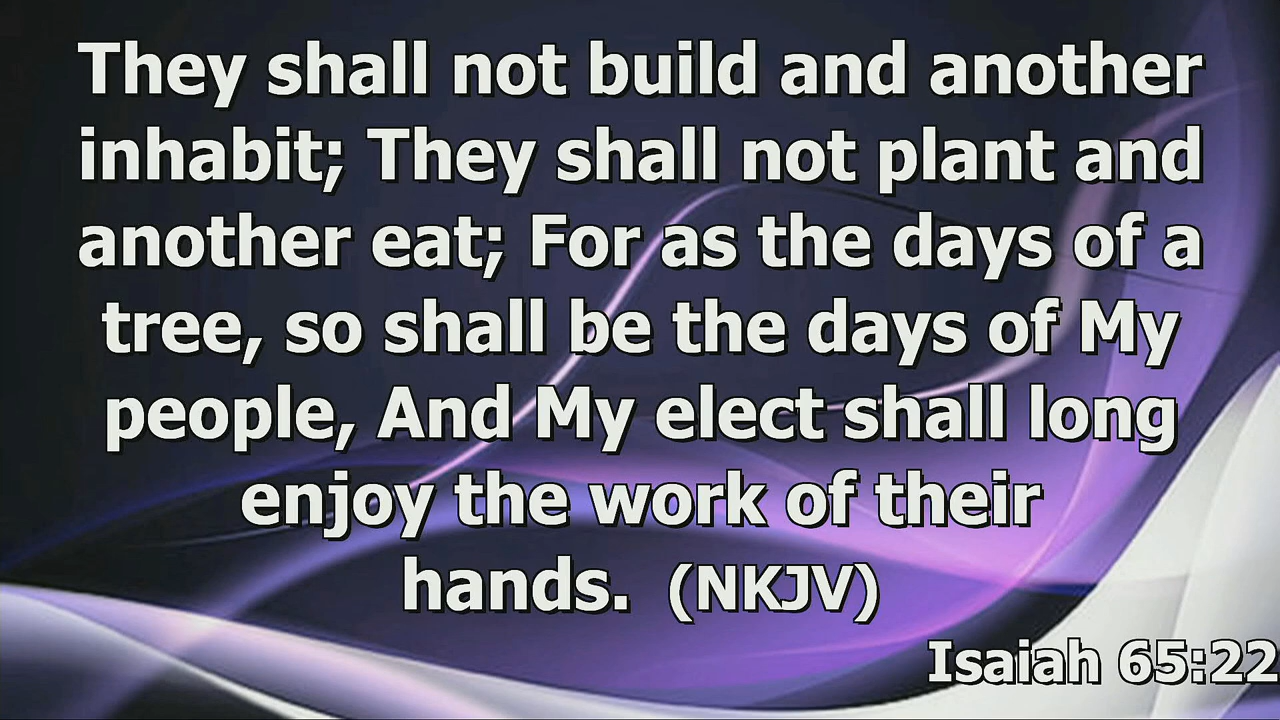 They shall not build and another
inhabit; They shall not plant and
another eat; For as the days of a
tree, so shall be the days of My
people, And My elect shall long
enjoy the work of their
hands. (NKJV)
Isaiah 65:22